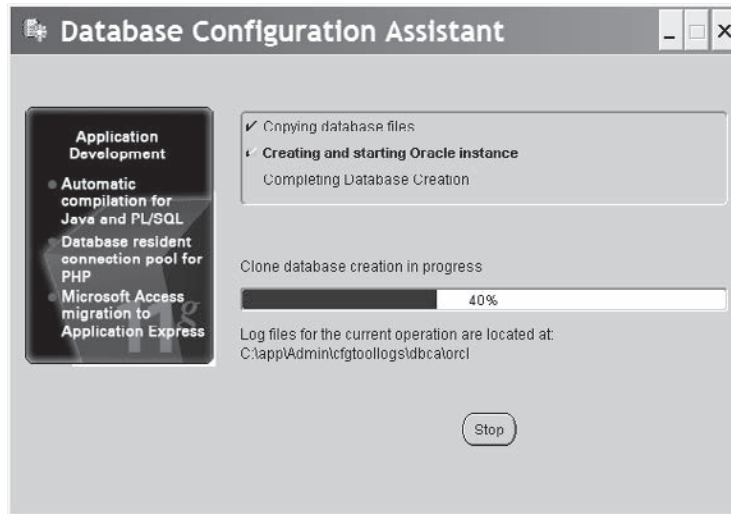 Database Configuration Assistant
Application
Development
Automatic
compilation for
Java and PL/SQL
Database resident
connection pool for
PHP
Microsoft Access
migration to
Application Express
11g
Copying database files
Creating and starting Oracle instance
Completing Database Creation
Clone database creation in progress
40%
Log files for the current operation are located at:
C:\app\Admin\cfgtoollogs\dbca\orcl
Stop